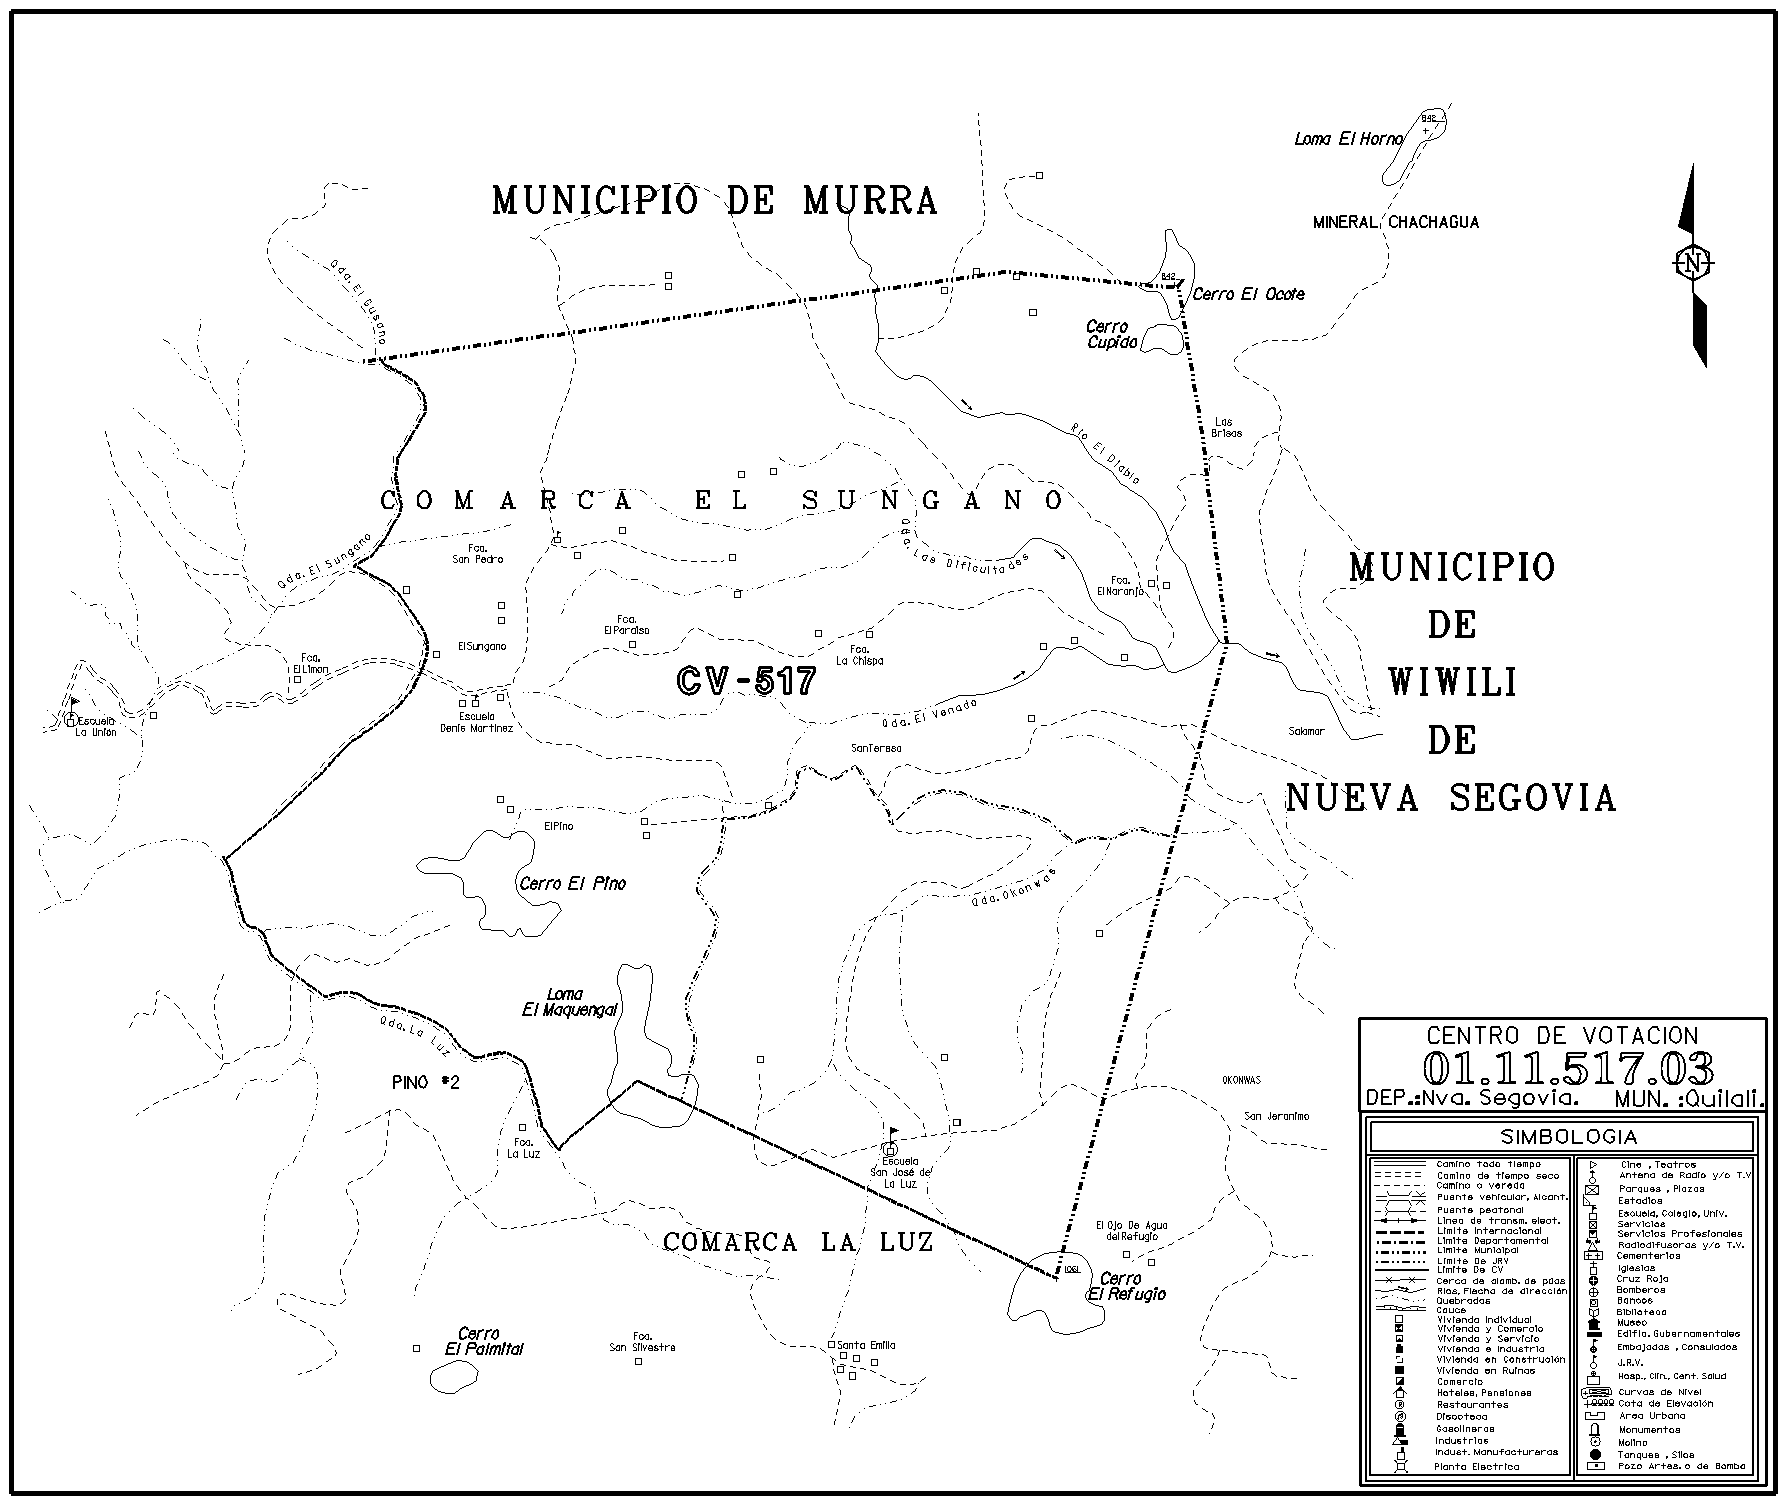 842
Loma El Horno
MUNICIPIO DE MURRA
MINERAL CHACHAGUA
N
Qda. El Gusano
842
Cerro El Ocote
Cerro
Cupido
Las
Brisas
Río El Diablo
COMARCA EL SUNGANO
Qda. El Sungano
Fca.
San Pedro
Qda. Las Dificultades
Fca.
El Naranjo
MUNICIPIO
DE
WIWILI
DE
NUEVA SEGOVIA
Fca.
El Paraiso
El Sungano
Fca.
La Chispa
Fca.
El Limon
CV-517
Escuela
La Unión
Escuela
Denis Martinez
Qda. El Venado
Salamar
San Teresa
El Pino
Cerro El Pino
Qda. Okonwas
Loma
El Maquengal
Qda. La Luz
PINO #2
OKONWAS
San Jeranimo
Fca.
La Luz
Escuela
San José de
La Luz
El Ojo De Agua
del Refugio
COMARCA LA LUZ
1061
Cerro
El Refugio
Cerro
El Palmital
Fca.
San Silvestre
Santa Emilia
CENTRO DE VOTACION
01.11.517.03
DEP.:Nva. Segovia. MUN. :Quilali.
SIMBOLOGIA
Camino todo tiempo
Camino de tiempo seco
Camino o vereda
Puente vehicular, Alcant.
Puente peatonal
Linea de transm. elect.
Limite Internacional
Limite Departamental
Limite Municipal
Limite De JRV
Limite De CV
Cerca de alamb. de púas
Rios, Flecha de dirección
Quebradas
Cauce
Vivienda Individual
Vivienda y Comercio
Vivienda y Servicio
Vivienda e Industria
Vivienda en Construción
Vivienda en Ruinas
Comercio
Hoteles, Pensiones
Restaurantes
Discoteca
Gasolineras
Industrias
Indust. Manufactureras
Planta Electrica
Cine , Teatros
Antena de Radio y/o T.V
Parques , Plazas
Estadios
Escuela, Colegio, Univ.
Servicios
Servicios Profesionales
Radiodifusoras y/o T.V.
Cementerios
Iglesias
Cruz Roja
Bomberos
Bancos
Biblioteca
Museo
Edific. Gubernamentales
Embajadas , Consulados
J.R.V.
Hosp., Clin., Cent. Salud
Curvas de Nivel
Cota de Elevación
Area Urbana
Monumentos
Molino
Tanques , Silos
Pozo Artes. o de Bomba